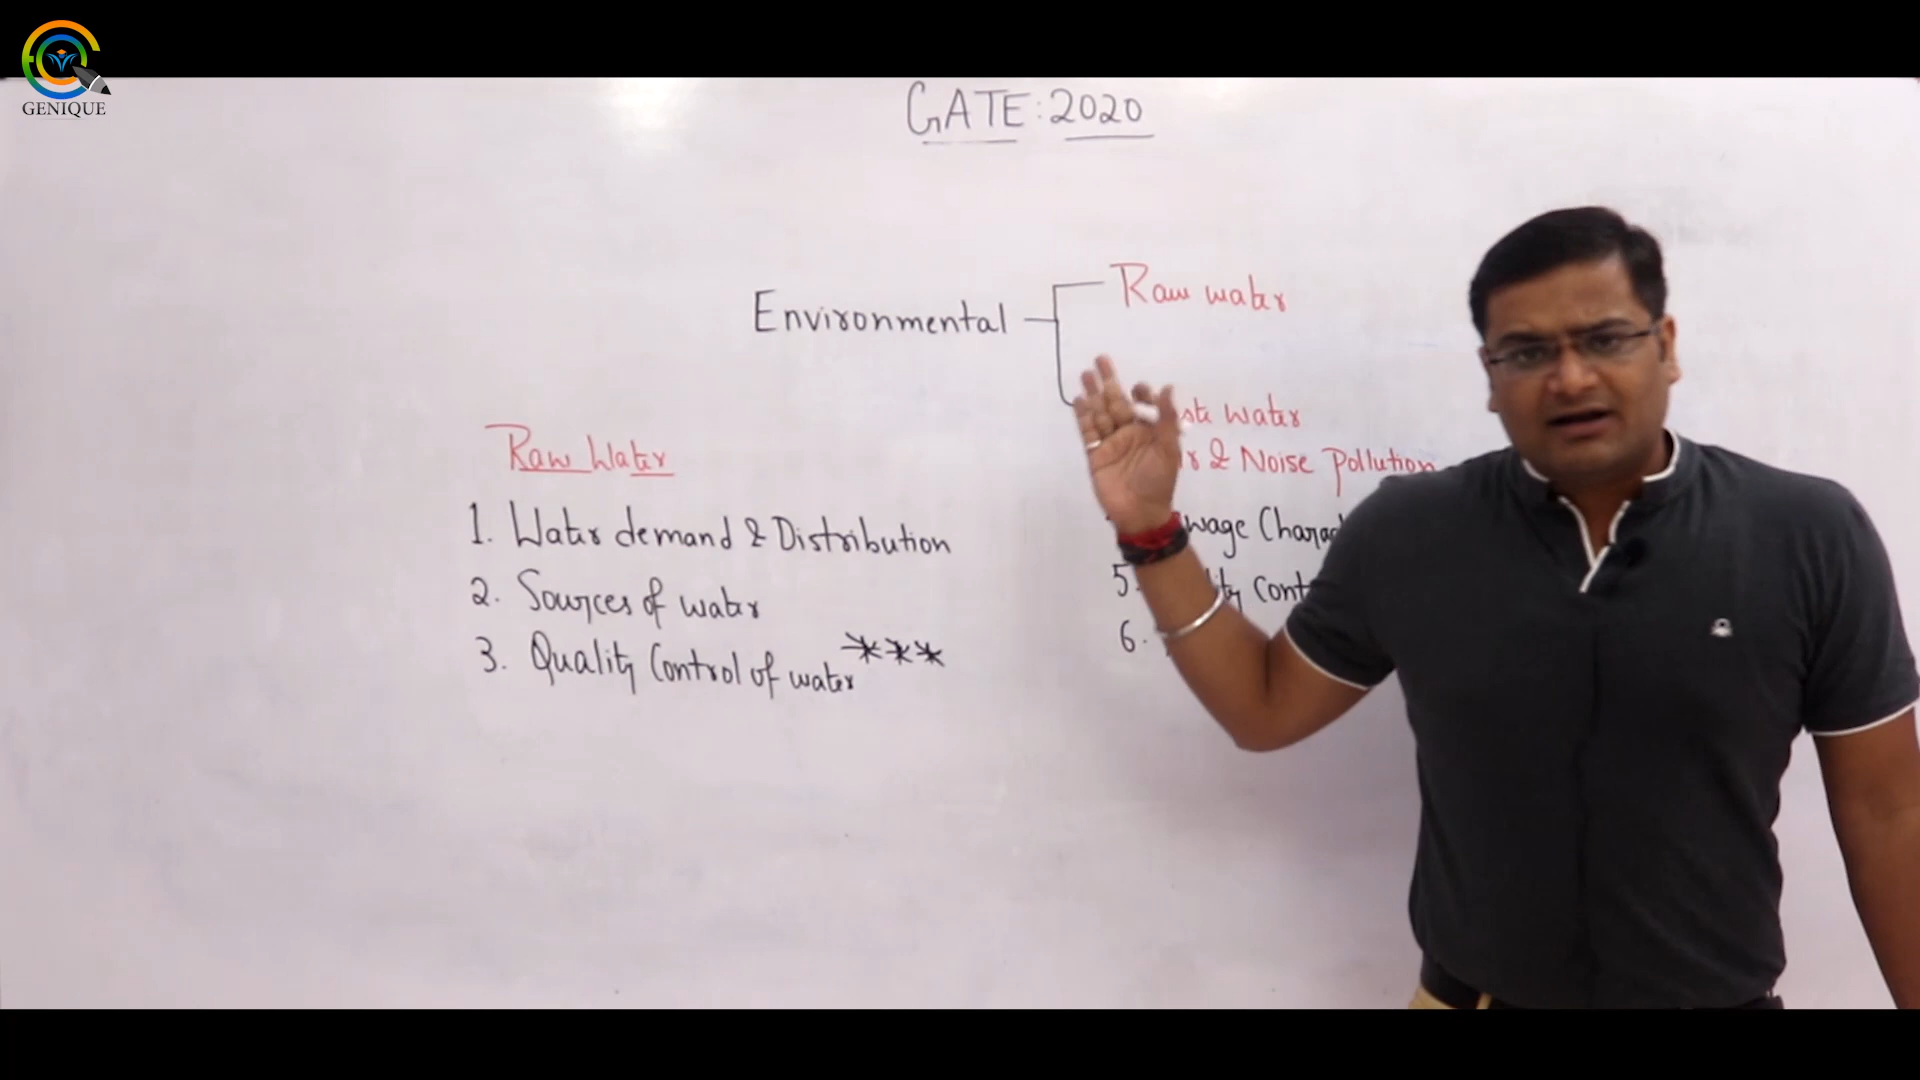 GENIQUE
GATE: 2020
Environmental
Raw water
water
& Noise Pollution
Raw Water
1. Water demand & Distribution
2. Sources of water
3. Quality Control of water ***
5.
6.